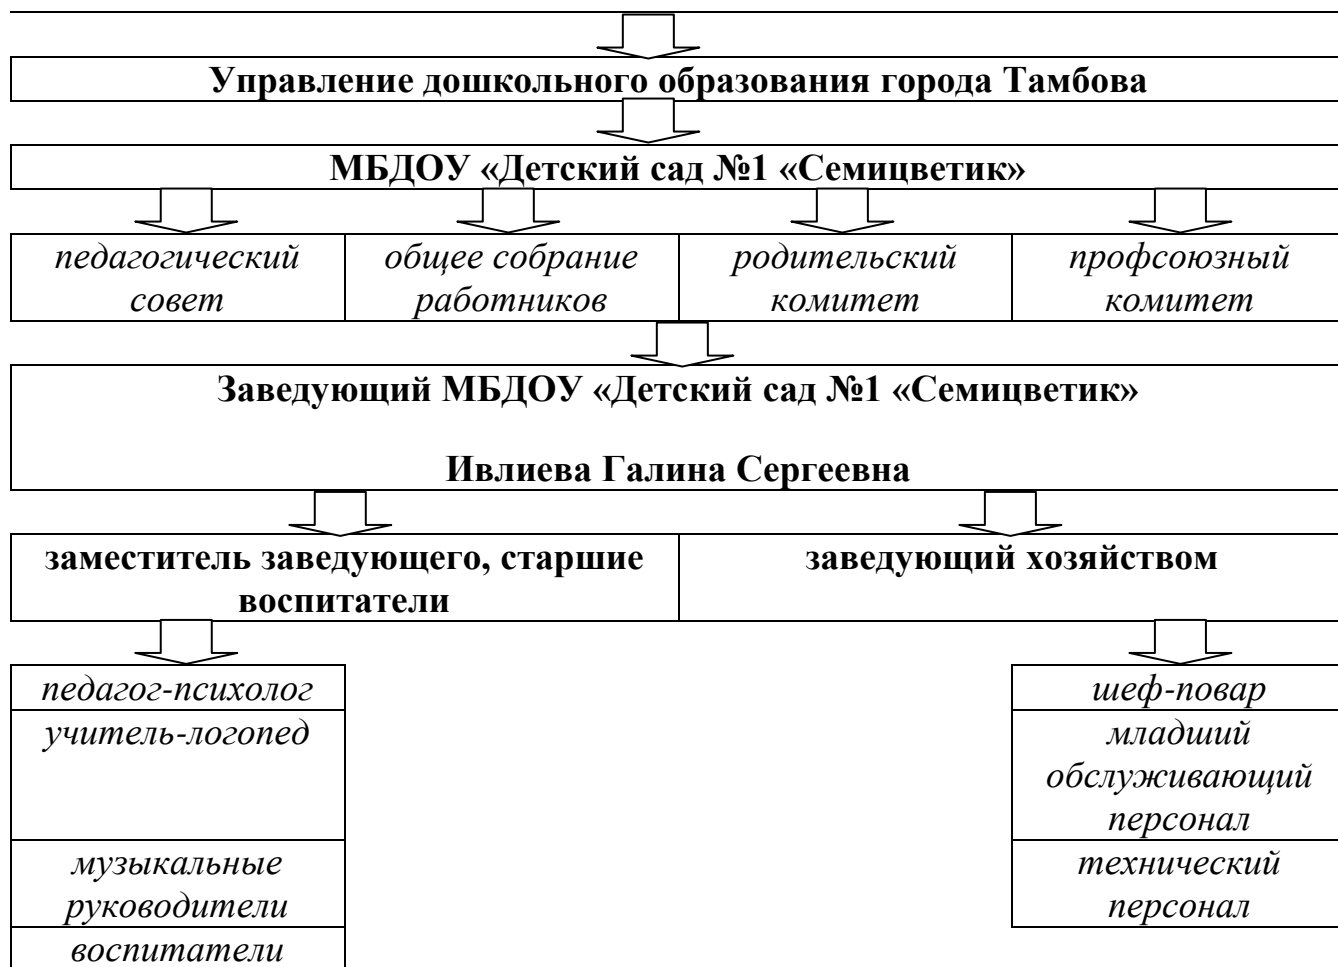 Управление дошкольного образования города Тамбова
МБДОУ «Детский сад №1 «Семицветик»
педагогический
совет
общее собрание
работников
родительский
комитет
профсоюзный
комитет
Заведующий МБДОУ «Детский сад №1 «Семицветик»
Ивлиева Галина Сергеевна
заместитель заведующего, старшие
воспитатели
заведующий хозяйством
педагог-психолог
учитель-логопед
музыкальные
руководители
воспитатели
шеф-повар
младший
обслуживающий
персонал
технический
персонал